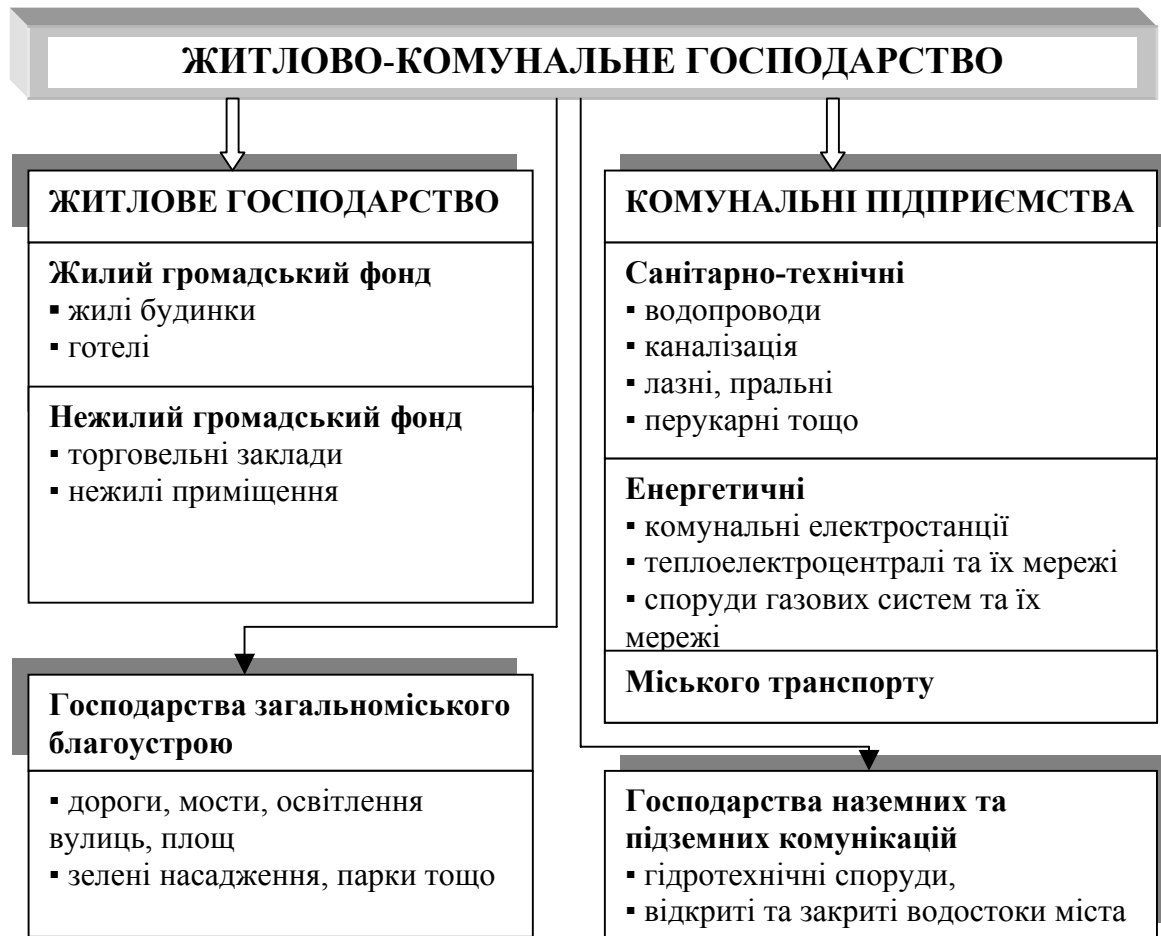 ЖИТЛОВО-КОМУНАЛЬНЕ ГОСПОДАРСТВО
ЖИТЛОВЕ ГОСПОДАРСТВО
Жилий громадський фонд
▪ жилі будинки
▪ готелі
Нежилий громадський фонд
▪ торговельні заклади
▪ нежилі приміщення
КОМУНАЛЬНІ ПІДПРИЄМСТВА
Санітарно-технічні
▪ водопроводи
▪ каналізація
▪ лазні, пральні
▪ перукарні тощо
Енергетичні
▪ комунальні електростанції
▪ теплоелектроцентралі та їх мережі
▪ споруди газових систем та їх
мережі
Міського транспорту
Господарства загальноміського
благоустрою
▪ дороги, мости, освітлення
вулиць, площ
▪ зелені насадження, парки тощо
Господарства наземних та
підземних комунікацій
▪ гідротехнічні споруди,
▪ відкриті та закриті водостоки міста